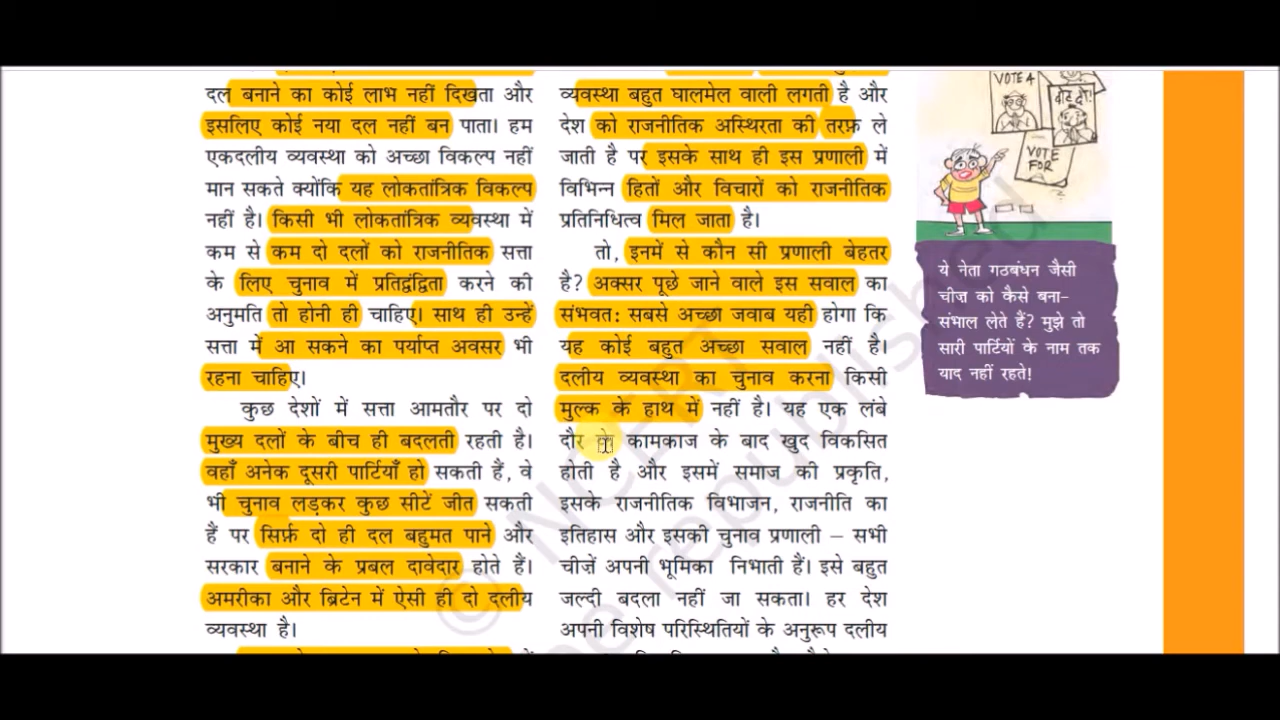 दल बनाने का कोई लाभ नहीं दिखता और
इसलिए कोई नया दल नहीं बन पाता। हम
एकदलीय व्यवस्था को अच्छा विकल्प नहीं
मान सकते क्योंकि यह लोकतांत्रिक विकल्प
नहीं है। किसी भी लोकतांत्रिक व्यवस्था में
कम से कम दो दलों को राजनीतिक सत्ता
के लिए चुनाव में प्रतिद्वंद्विता करने की
अनुमति तो होनी ही चाहिए। साथ ही उन्हें
सत्ता में आ सकने का पर्याप्त अवसर भी
रहना चाहिए।
कुछ देशों में सत्ता आमतौर पर दो
मुख्य दलों के बीच ही बदलती रहती है।
वहाँ अनेक दूसरी पार्टियाँ हो सकती हैं, वे
भी चुनाव लड़कर कुछ सीटें जीत सकती
हैं पर सिर्फ़ दो ही दल बहुमत पाने और
सरकार बनाने के प्रबल दावेदार होते हैं।
अमरीका और ब्रिटेन में ऐसी ही दो दलीय
व्यवस्था है।
व्यवस्था बहुत घालमेल वाली लगती है और
देश को राजनीतिक अस्थिरता की तरफ़ ले
जाती है पर इसके साथ ही इस प्रणाली में
विभिन्न हितों और विचारों को राजनीतिक
प्रतिनिधित्व मिल जाता है।
तो, इनमें से कौन सी प्रणाली बेहतर
है? अक्सर पूछे जाने वाले इस सवाल का
संभवत: सबसे अच्छा जवाब यही होगा कि
यह कोई बहुत अच्छा सवाल नहीं है।
दलीय व्यवस्था का चुनाव करना किसी
मुल्क के हाथ में नहीं है। यह एक लंबे
दौर के कामकाज के बाद खुद विकसित
होती है और इसमें समाज की प्रकृति,
इसके राजनीतिक विभाजन, राजनीति का
इतिहास और इसकी चुनाव प्रणाली – सभी
चीज़ें अपनी भूमिका निभाती हैं। इसे बहुत
जल्दी बदला नहीं जा सकता। हर देश
अपनी विशेष परिस्थितियों के अनुरूप दलीय
VOTE 4
वोट दो!
VOTE
FOR
ये नेता गठबंधन जैसी
चीज़ को कैसे बना-
संभाल लेते हैं? मुझे तो
सारी पार्टियों के नाम तक
याद नहीं रहते!
© NCERT
be republished